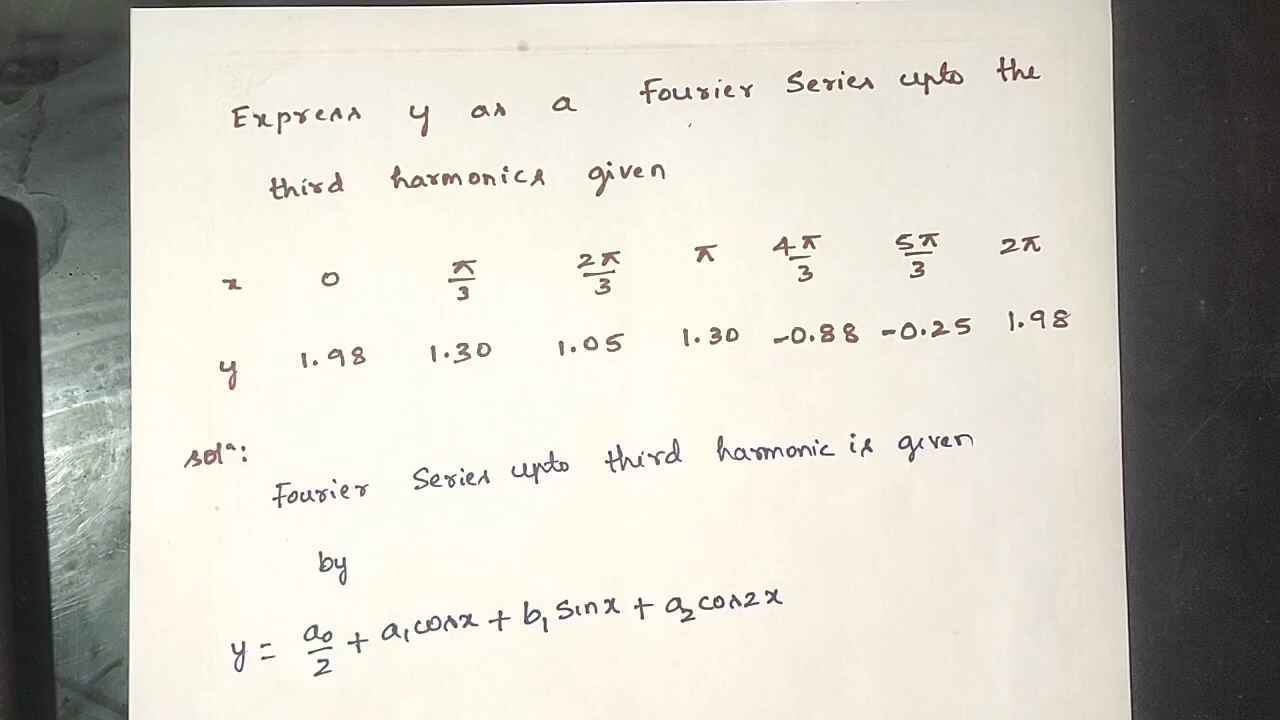 Express y as a Fourier Series upto the
third harmonics given
x 0 π/3 2π/3 π 4π/3 5π/3 2π
y 1.98 1.30 1.05 1.30 -0.88 -0.25 1.98
solⁿ:
Fourier Series upto third harmonic is given
by
y = a₀/2 + a₁cosx + b₁sinx + a₂cos2x